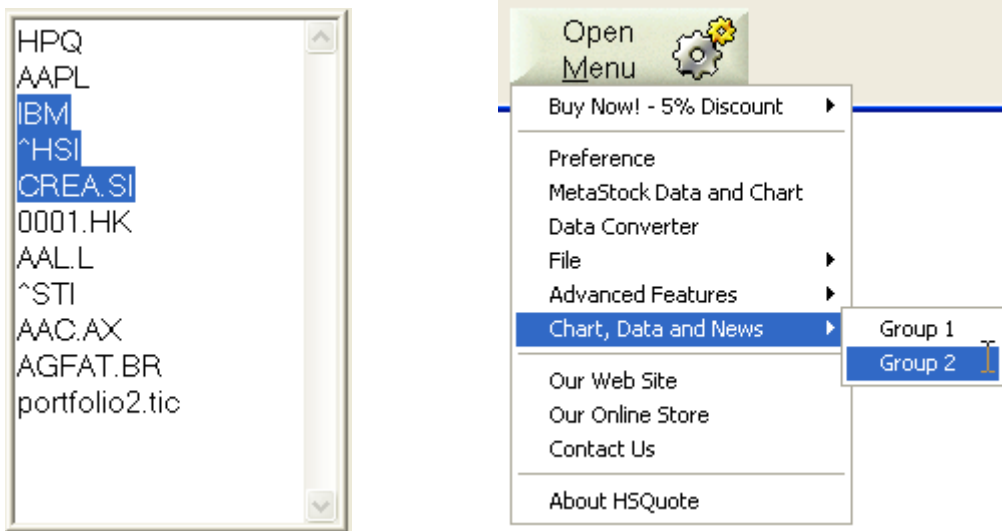 HPQ
AAPL
IBM
^HSI
CREA.SI
0001.HK
AAL.L
^STI
AAC.AX
AGFAT.BR
portfolio2.tic
Open
Menu
Buy Now! - 5% Discount
Preference
MetaStock Data and Chart
Data Converter
File
Advanced Features
Chart, Data and News
Group 1
Group 2
Our Web Site
Our Online Store
Contact Us
About HSQuote